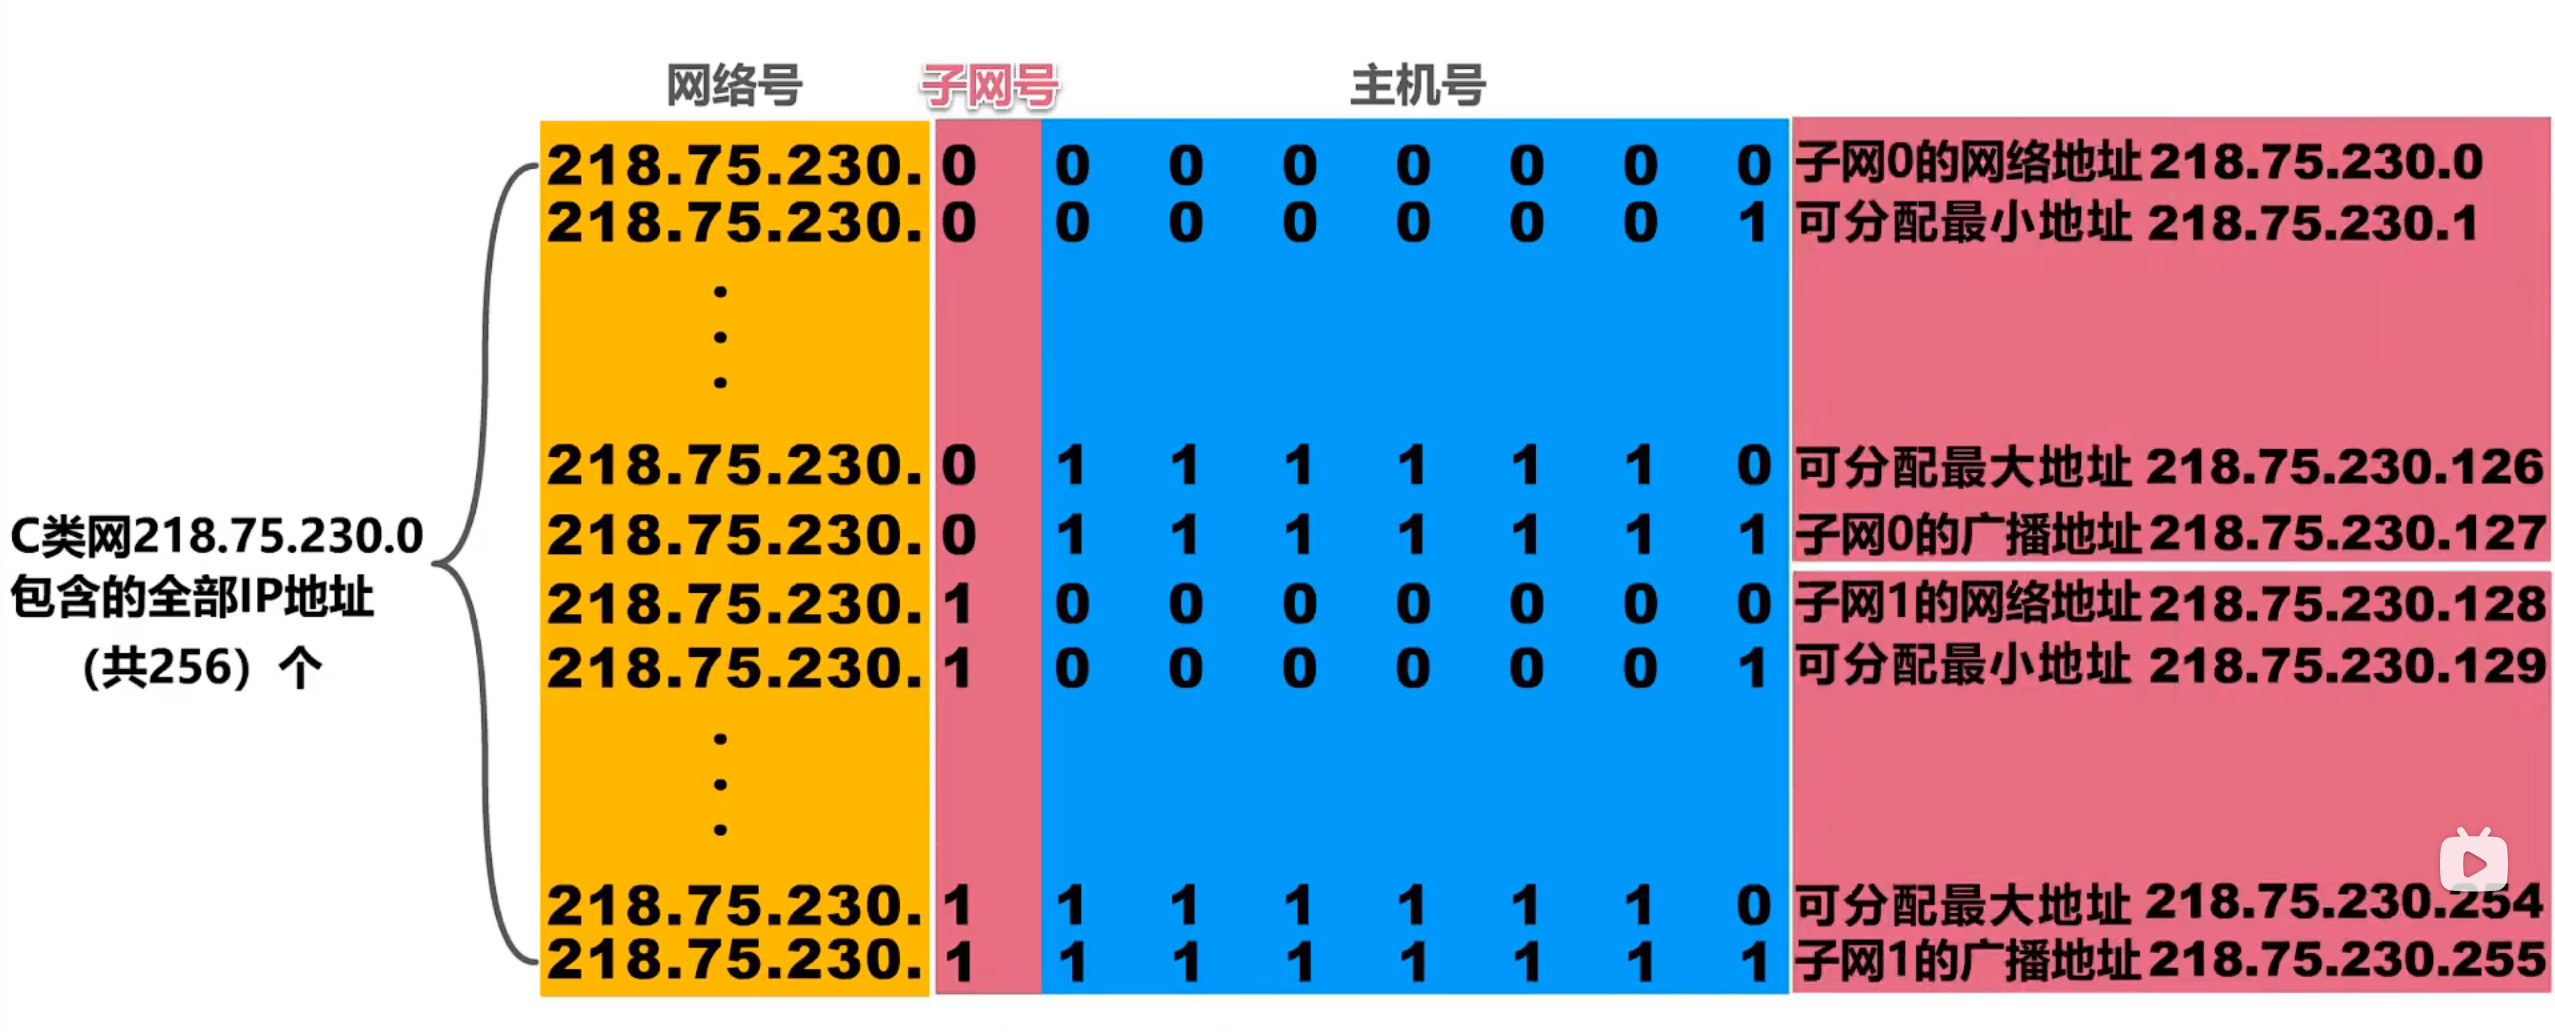 网络号 子网号 主机号
218.75.230. 0 0 0 0 0 0 0 0 子网0的网络地址 218.75.230.0
218.75.230. 0 0 0 0 0 0 0 1 可分配最小地址 218.75.230.1
218.75.230. 0 1 1 1 1 1 1 0 可分配最大地址 218.75.230.126
218.75.230. 0 1 1 1 1 1 1 1 子网0的广播地址 218.75.230.127
218.75.230. 1 0 0 0 0 0 0 0 子网1的网络地址 218.75.230.128
218.75.230. 1 0 0 0 0 0 0 1 可分配最小地址 218.75.230.129
218.75.230. 1 1 1 1 1 1 1 0 可分配最大地址 218.75.230.254
218.75.230. 1 1 1 1 1 1 1 1 子网1的广播地址 218.75.230.255
C类网218.75.230.0
包含的全部IP地址
（共256）个